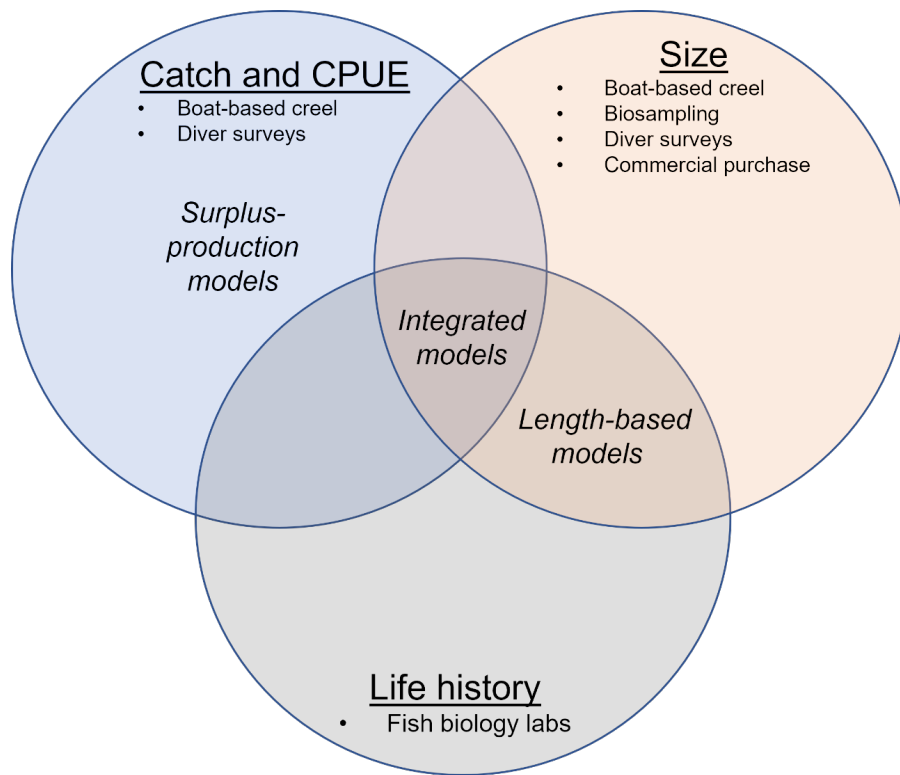 Catch and CPUE
• Boat-based creel
• Diver surveys
Size
• Boat-based creel
• Biosampling
• Diver surveys
• Commercial purchase
Surplus-
production
models
Integrated
models
Length-based
models
Life history
• Fish biology labs